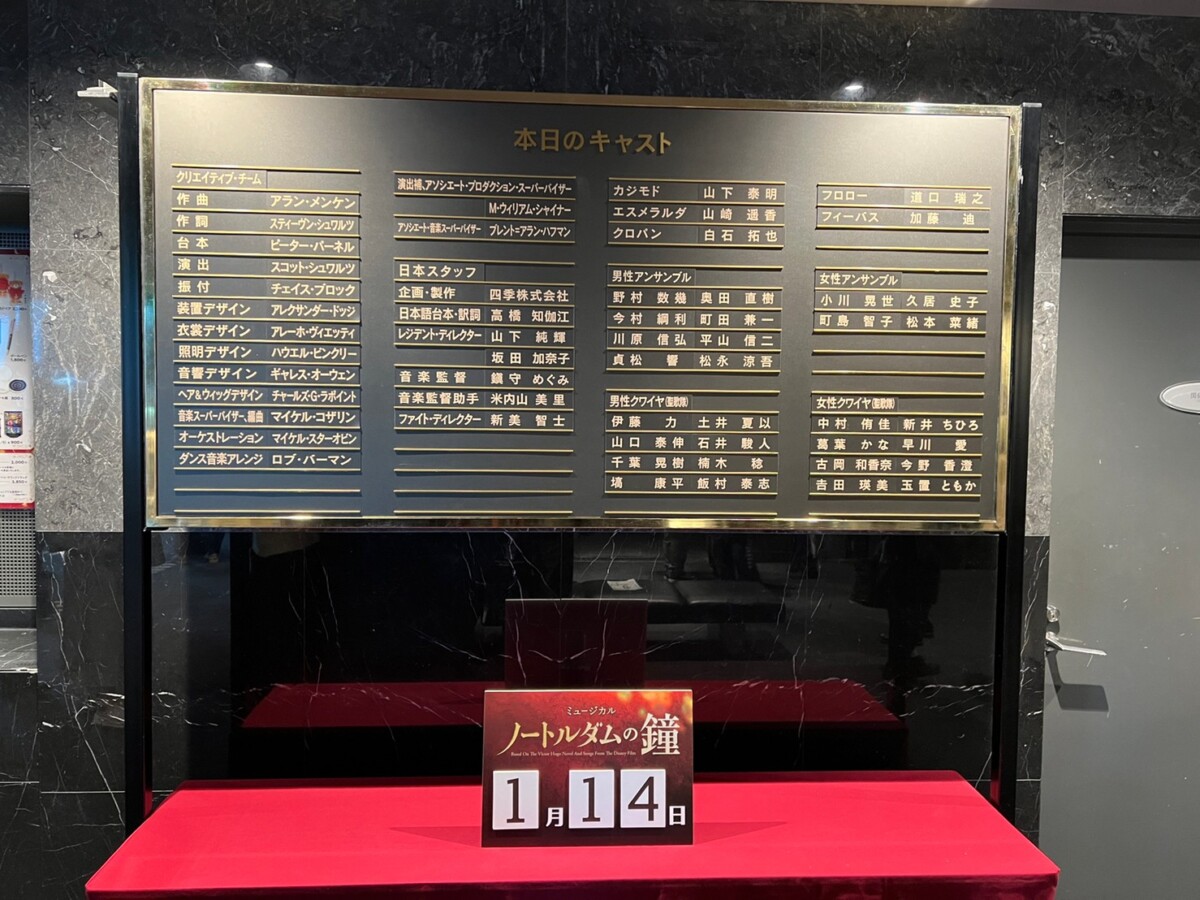 本日のキャスト
クリエイティブ・チーム
作曲 アラン・メンケン
作詞 スティーヴン・シュワルツ
台本 ピーター・パーネル
演出 スコット・シュワルツ
振付 チェイス・ブロック
装置デザイン アレクサンダー・ドッジ
衣裳デザイン アレーホ・ヴィエッティ
照明デザイン ハウエル・ビンクリー
音響デザイン ギャレス・オーウェン
ヘア&ウィッグデザイン チャールズ・G・ラポイント
音楽スーパーバイザー、編曲 マイケル・コザリン
オーケストレーション マイケル・スターオビン
ダンス音楽アレンジ ロブ・バーマン
演出補、アソシエート・プロダクション・スーパーバイザー
M・ウィリアム・シャイナー
アソシエート・音楽スーパーバイザー ブレント=アラン・ハフマン
日本スタッフ
企画・製作 四季株式会社
日本語台本・訳詞 高橋 知伽江
レジデント・ディレクター 山下 純輝
坂田 加奈子
音楽監督 鎭守 めぐみ
音楽監督助手 米内山 美里
ファイト・ディレクター 新美 智士
カジモド 山下 泰明
エスメラルダ 山崎 遥香
クロパン 白石 拓也
男性アンサンブル
野村 数幾 奥田 直樹
今村 綱利 町田 兼一
川原 信弘 平山 信二
貞松 響 松永 涼吾
男性クワイヤ(聖歌隊)
伊藤 力 土井 夏以
山口 泰伸 石井 駿人
千葉 晃樹 楠木 稔
塙 康平 飯村 泰志
フロロー 道口 瑞之
フィーバス 加藤 迪
女性アンサンブル
小川 晃世 久居 史子
町島 智子 松本 菜緒
女性クワイヤ(聖歌隊)
中村 侑佳 新井 ちひろ
葛葉 かな 早川 愛
古岡 和香奈 今野 香澄
吉田 瑛美 玉置 ともか
ミュージカル
ノートルダムの鐘
Based On The Victor Hugo Novel And Songs From The Disney Film
1月14日